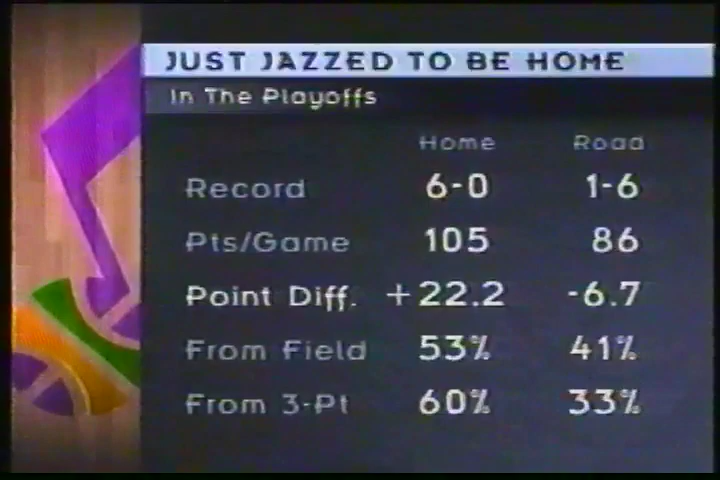 JUST JAZZED TO BE HOME
In The Playoffs
Home Road
Record 6-0 1-6
Pts/Game 105 86
Point Diff. +22.2 -6.7
From Field 53% 41%
From 3-Pt 60% 33%